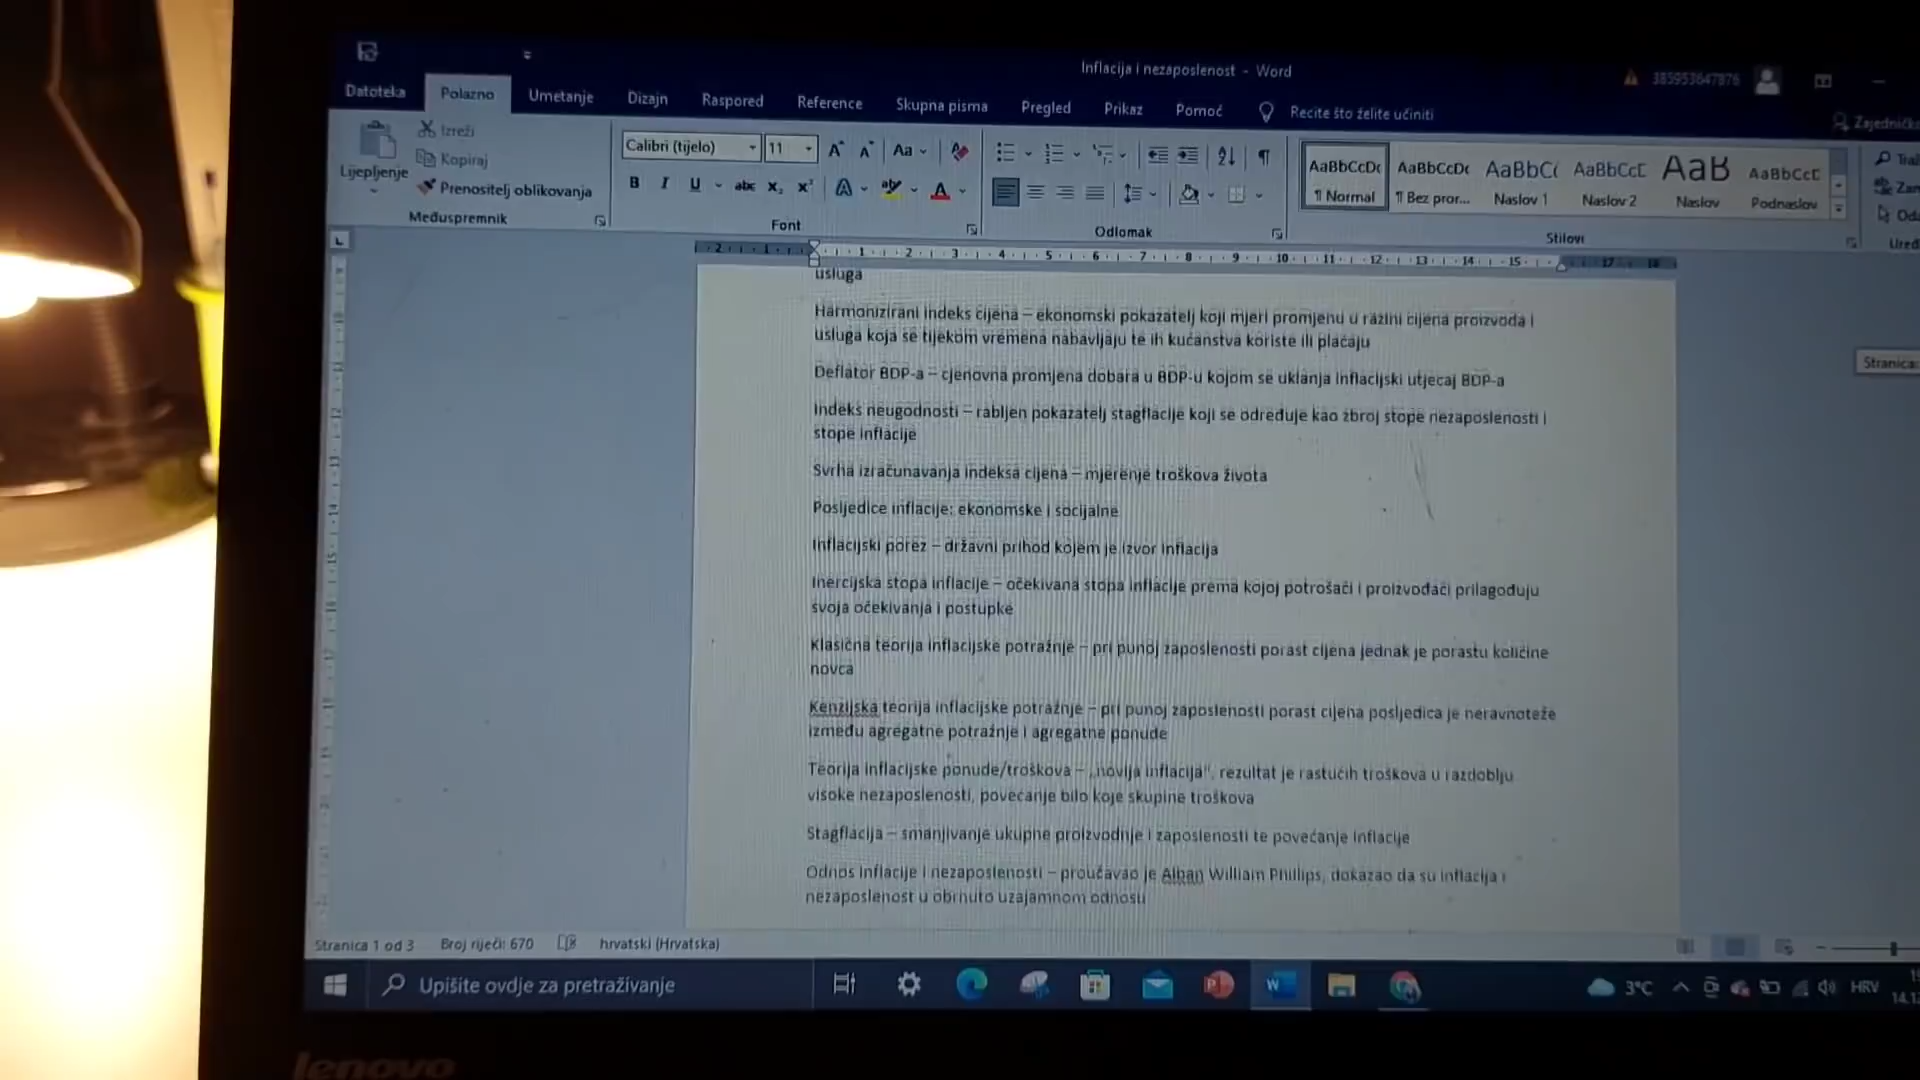 Inflacija i nezaposlenost - Word
385953647876
Datoteka Polazno Umetanje Dizajn Raspored Reference Skupna pisma Pregled Prikaz Pomoć Recite što želite učiniti
Zajedničk
Lijepljenje
Izreži
Kopiraj
Prenositelj oblikovanja
Međuspremnik
Calibri (tijelo) 11
Font
Odlomak
AaBbCcDc AaBbCcDc AaBbC( AaBbCcC AaB AaBbCcC
¶ Normal ¶ Bez pror... Naslov 1 Naslov 2 Naslov Podnaslov
Stilovi
usluga
Harmonizirani indeks cijena – ekonomski pokazatelj koji mjeri promjenu u razini cijena proizvoda i
usluga koja se tijekom vremena nabavljaju te ih kućanstva koriste ili plaćaju
Deflator BDP-a – cjenovna promjena dobara u BDP-u kojom se uklanja inflacijski utjecaj BDP-a
Indeks neugodnosti – rabljen pokazatelj stagflacije koji se određuje kao zbroj stope nezaposlenosti i
stope inflacije
Svrha izračunavanja indeksa cijena – mjerenje troškova života
Posljedice inflacije: ekonomske i socijalne
Inflacijski porez – državni prihod kojem je izvor inflacija
Inercijska stopa inflacije – očekivana stopa inflacije prema kojoj potrošači i proizvođači prilagođuju
svoja očekivanja i postupke
Klasična teorija inflacijske potražnje – pri punoj zaposlenosti porast cijena jednak je porastu količine
novca
Kenzijska teorija inflacijske potražnje – pri punoj zaposlenosti porast cijena posljedica je neravnoteže
između agregatne potražnje i agregatne ponude
Teorija inflacijske ponude/troškova – „novija inflacija", rezultat je rastućih troškova u razdoblju
visoke nezaposlenosti, povećanje bilo koje skupine troškova
Stagflacija – smanjivanje ukupne proizvodnje i zaposlenosti te povećanje inflacije
Odnos inflacije i nezaposlenosti – proučavao je Alban William Phillips, dokazao da su inflacija i
nezaposlenost u obrnuto uzajamnom odnosu
Stranica:
Stranica 1 od 3 Broj riječi: 670 hrvatski (Hrvatska)
Upišite ovdje za pretraživanje
3°C HRV
lenovo